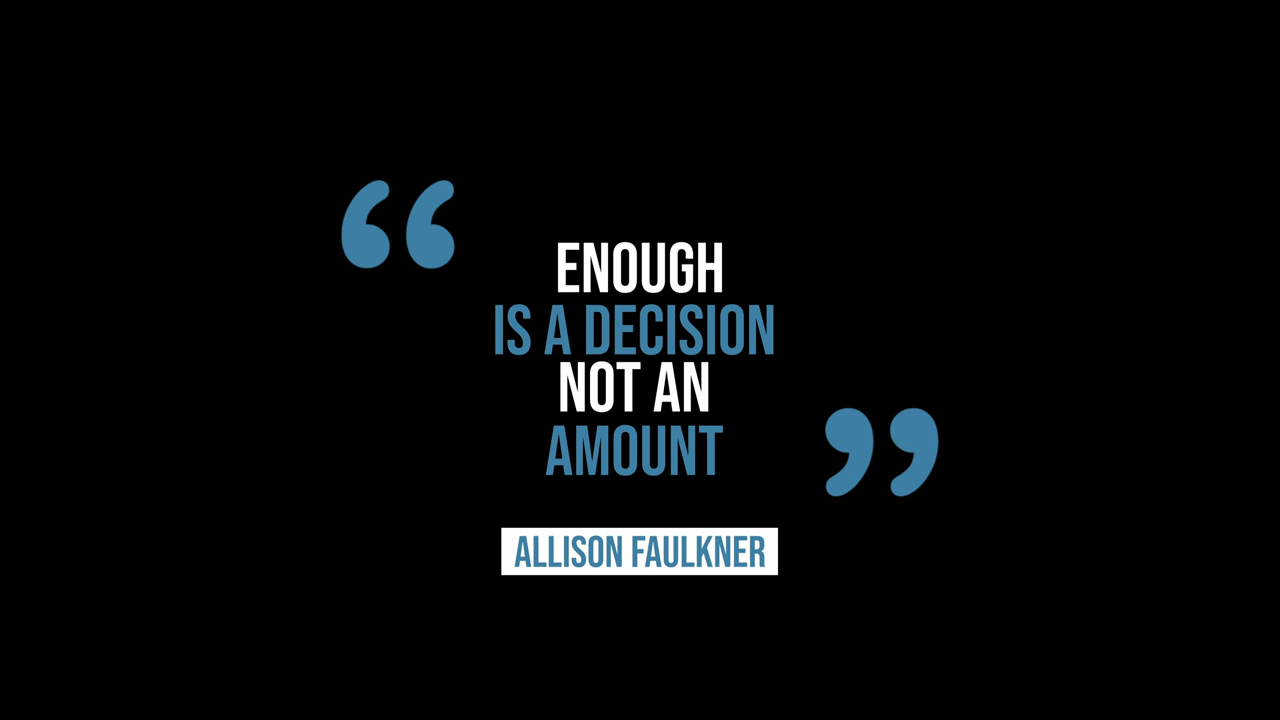 “
ENOUGH
IS A DECISION
NOT AN
AMOUNT
”
ALLISON FAULKNER